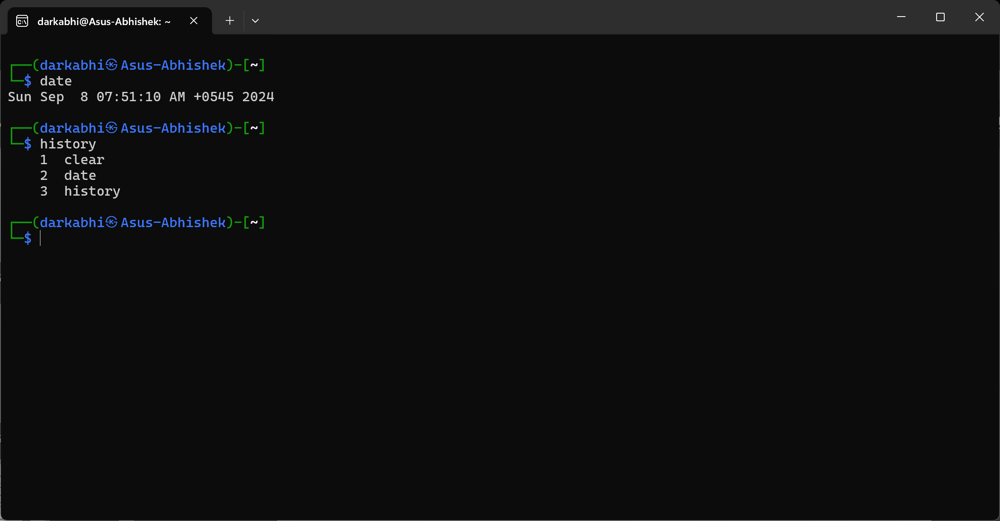 darkabhi@Asus-Abhishek: ~
┌──(darkabhi㉿Asus-Abhishek)-[~]
└─$ date
Sun Sep  8 07:51:10 AM +0545 2024
┌──(darkabhi㉿Asus-Abhishek)-[~]
└─$ history
    1  clear
    2  date
    3  history
┌──(darkabhi㉿Asus-Abhishek)-[~]
└─$